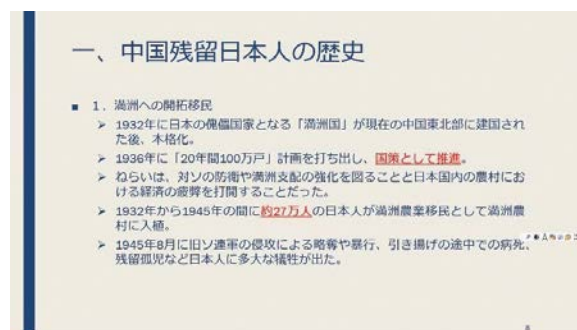 一、中国残留日本人の歴史
■ 1．満洲への開拓移民
➤ 1932年に日本の傀儡国家となる「満洲国」が現在の中国東北部に建国され
た後、本格化。
➤ 1936年に「20年間100万戸」計画を打ち出し、国策として推進。
➤ ねらいは、対ソの防衛や満洲支配の強化を図ることと日本国内の農村にお
ける経済の疲弊を打開することだった。
➤ 1932年から1945年の間に約27万人の日本人が満洲農業移民として満洲農
村に入植。
➤ 1945年8月に旧ソ連軍の侵攻による略奪や暴行、引き揚げの途中での病死、
残留孤児など日本人に多大な犠牲が出た。